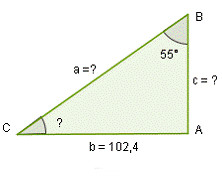 B
a = ?
55°
c = ?
C
?
A
b = 102,4